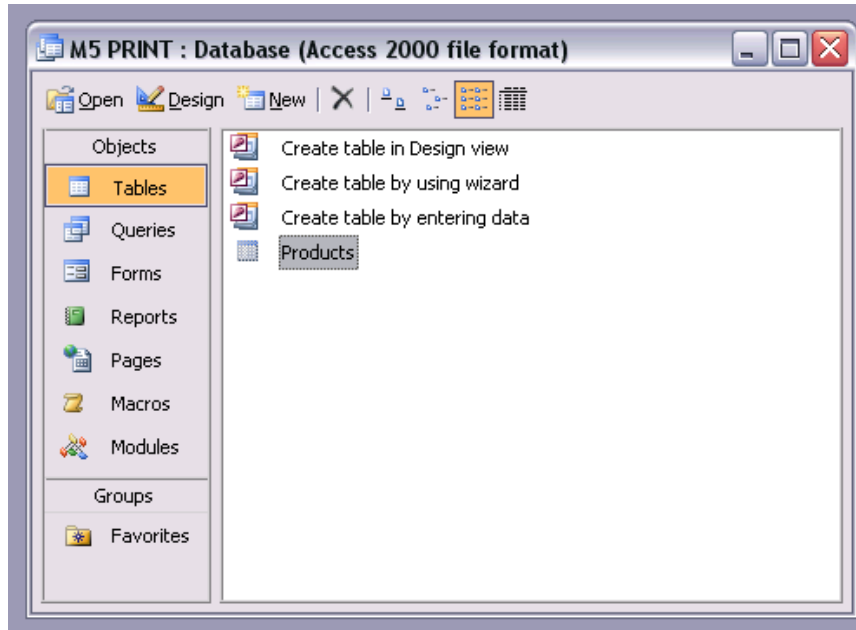 M5 PRINT : Database (Access 2000 file format)
Open Design New
Objects
Tables
Queries
Forms
Reports
Pages
Macros
Modules
Groups
Favorites
Create table in Design view
Create table by using wizard
Create table by entering data
Products